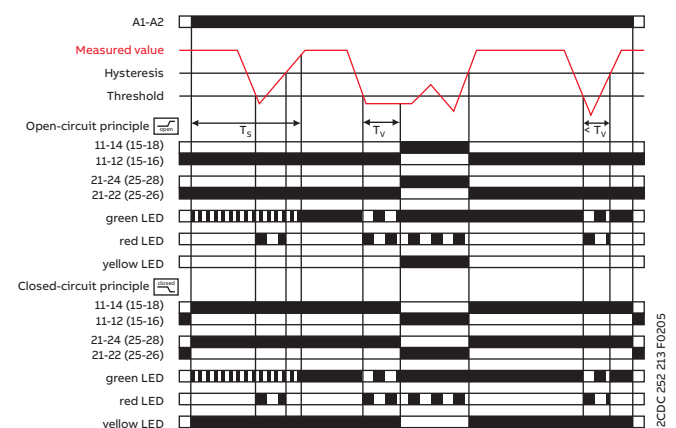 A1-A2
Measured value
Hysteresis
Threshold
Open-circuit principle open
Ts
Tv
< Tv
11-14 (15-18)
11-12 (15-16)
21-24 (25-28)
21-22 (25-26)
green LED
red LED
yellow LED
Closed-circuit principle closed
11-14 (15-18)
11-12 (15-16)
21-24 (25-28)
21-22 (25-26)
green LED
red LED
yellow LED
2CDC 252 213 F0205